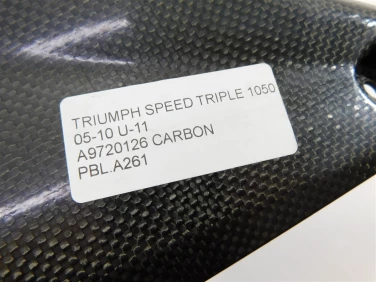 TRIUMPH SPEED TRIPLE 1050
05-10 U-11
A9720126 CARBON
PBL.A261